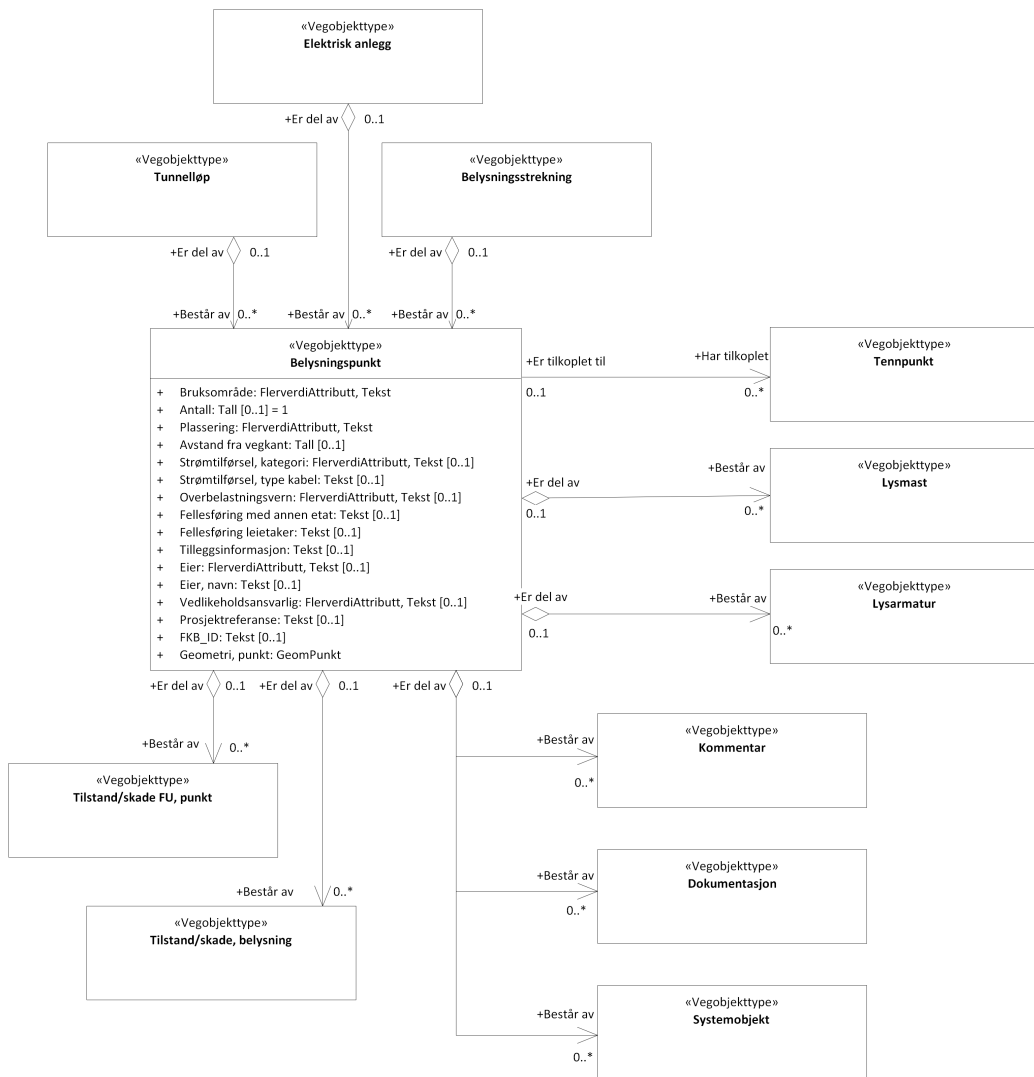 «Vegobjekttype»
Elektrisk anlegg
+Er del av 0..1
«Vegobjekttype»
Tunnelløp
«Vegobjekttype»
Belysningsstrekning
+Er del av 0..1
+Er del av 0..1
+Består av 0..*
+Består av 0..*
+Består av 0..*
«Vegobjekttype»
Belysningspunkt
+ Bruksområde: FlerverdiAttributt, Tekst
+ Antall: Tall [0..1] = 1
+ Plassering: FlerverdiAttributt, Tekst
+ Avstand fra vegkant: Tall [0..1]
+ Strømtilførsel, kategori: FlerverdiAttributt, Tekst [0..1]
+ Strømtilførsel, type kabel: Tekst [0..1]
+ Overbelastningsvern: FlerverdiAttributt, Tekst [0..1]
+ Fellesføring med annen etat: Tekst [0..1]
+ Fellesføring leietaker: Tekst [0..1]
+ Tilleggsinformasjon: Tekst [0..1]
+ Eier: FlerverdiAttributt, Tekst [0..1]
+ Eier, navn: Tekst [0..1]
+ Vedlikeholdsansvarlig: FlerverdiAttributt, Tekst [0..1]
+ Prosjektreferanse: Tekst [0..1]
+ FKB_ID: Tekst [0..1]
+ Geometri, punkt: GeomPunkt
+Er tilkoplet til
0..1
+Har tilkoplet
0..*
«Vegobjekttype»
Tennpunkt
+Er del av
0..1
+Består av
0..*
«Vegobjekttype»
Lysmast
+Er del av
0..1
+Består av
0..*
«Vegobjekttype»
Lysarmatur
+Er del av 0..1
+Er del av 0..1
+Er del av 0..1
+Består av 0..*
«Vegobjekttype»
Tilstand/skade FU, punkt
+Består av 0..*
«Vegobjekttype»
Tilstand/skade, belysning
+Består av
0..*
«Vegobjekttype»
Kommentar
+Består av
0..*
«Vegobjekttype»
Dokumentasjon
+Består av
0..*
«Vegobjekttype»
Systemobjekt